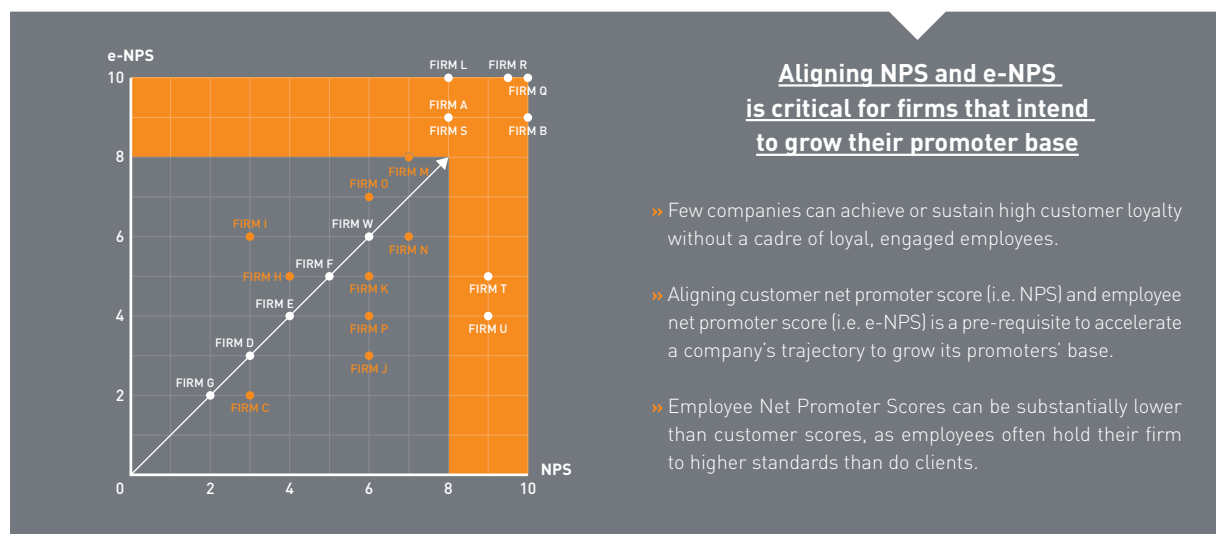 e-NPS
10
FIRM L
FIRM R
FIRM Q
FIRM A
FIRM S
FIRM B
8
FIRM M
FIRM O
FIRM I
FIRM W
6
FIRM N
FIRM F
FIRM H
FIRM K
FIRM T
FIRM E
4
FIRM P
FIRM U
FIRM D
FIRM J
FIRM G
2
FIRM C
NPS
0 2 4 6 8 10
Aligning NPS and e-NPS
is critical for firms that intend
to grow their promoter base
» Few companies can achieve or sustain high customer loyalty
without a cadre of loyal, engaged employees.
» Aligning customer net promoter score (i.e. NPS) and employee
net promoter score (i.e. e-NPS) is a pre-requisite to accelerate
a company’s trajectory to grow its promoters’ base.
» Employee Net Promoter Scores can be substantially lower
than customer scores, as employees often hold their firm
to higher standards than do clients.